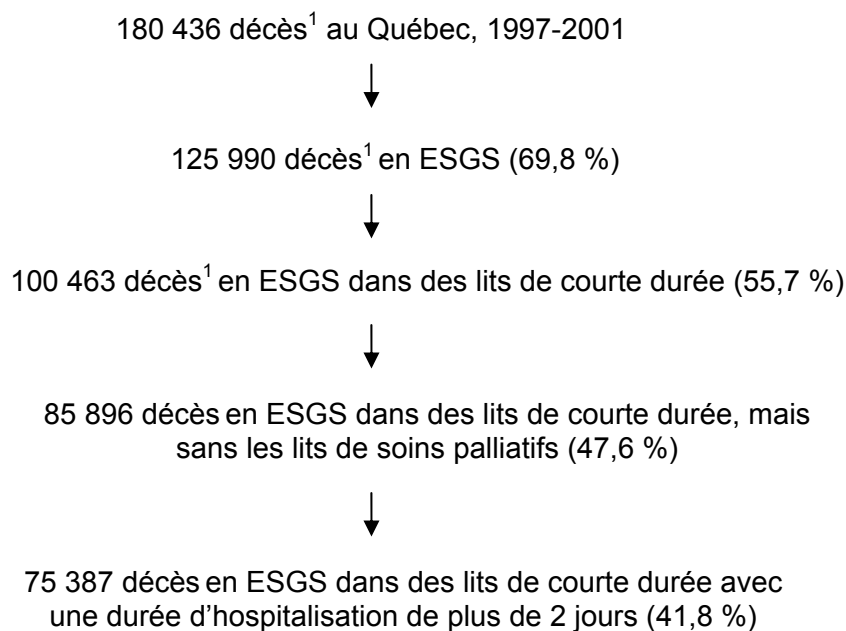 180 436 décès¹ au Québec, 1997-2001
125 990 décès¹ en ESGS (69,8 %)
100 463 décès¹ en ESGS dans des lits de courte durée (55,7 %)
85 896 décès en ESGS dans des lits de courte durée, mais
sans les lits de soins palliatifs (47,6 %)
75 387 décès en ESGS dans des lits de courte durée avec
une durée d’hospitalisation de plus de 2 jours (41,8 %)